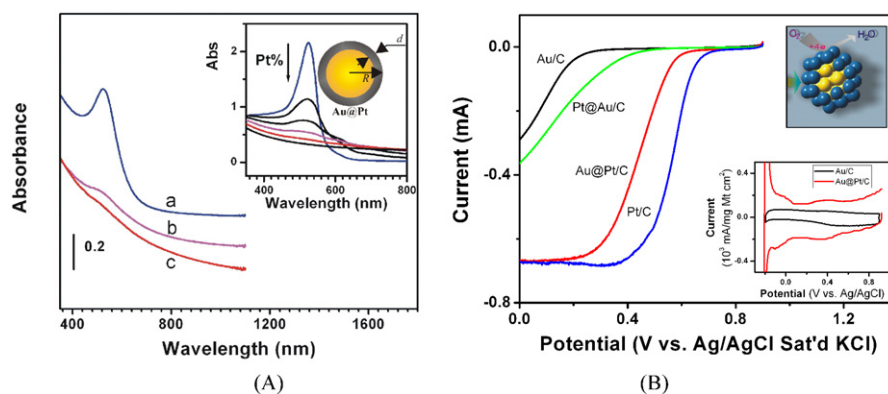 Absorbance
a
b
c
0.2
400 800 1200 1600
Wavelength (nm)
Abs
2
1
0
Pt%
R
d
Au@Pt
400 600 800
Wavelength (nm)
(A)
Current (mA)
0.0
-0.4
-0.8
0.0 0.4 0.8 1.2
Potential (V vs. Ag/AgCl Sat'd KCl)
Au/C
Pt@Au/C
Au@Pt/C
Pt/C
O2 H2O
Au/C
Au@Pt/C
Current
(10³ mA/mg Mt cm²)
0.4
0.0
-0.4
0.0 0.4 0.8
Potential (V vs. Ag/AgCl)
(B)